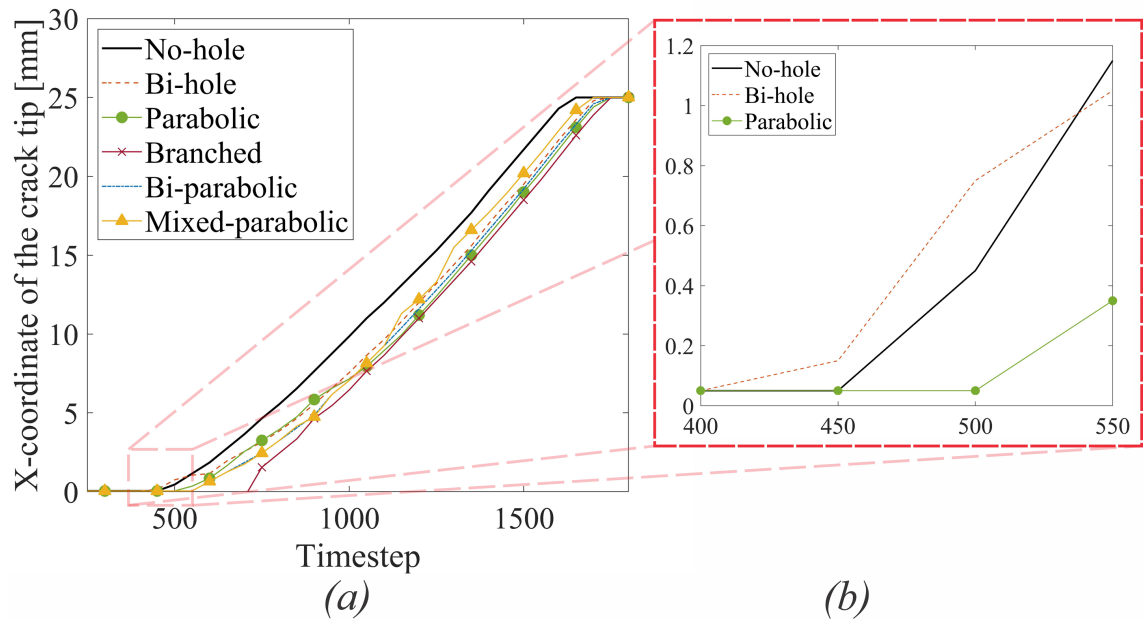 X-coordinate of the crack tip [mm]
30
25
20
15
10
5
0
500
1000
1500
Timestep
No-hole
Bi-hole
Parabolic
Branched
Bi-parabolic
Mixed-parabolic
(a)
1.2
1
0.8
0.6
0.4
0.2
0
400
450
500
550
No-hole
Bi-hole
Parabolic
(b)